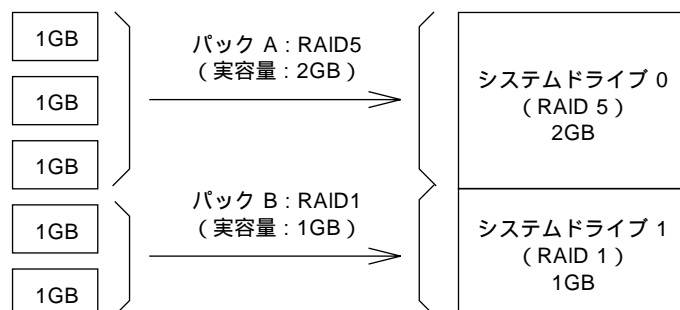 1GB
1GB
1GB
1GB
1GB
パック A : RAID5
( 実容量 : 2GB )
パック B : RAID1
( 実容量 : 1GB )
システムドライブ 0
( RAID 5 )
2GB
システムドライブ 1
( RAID 1 )
1GB